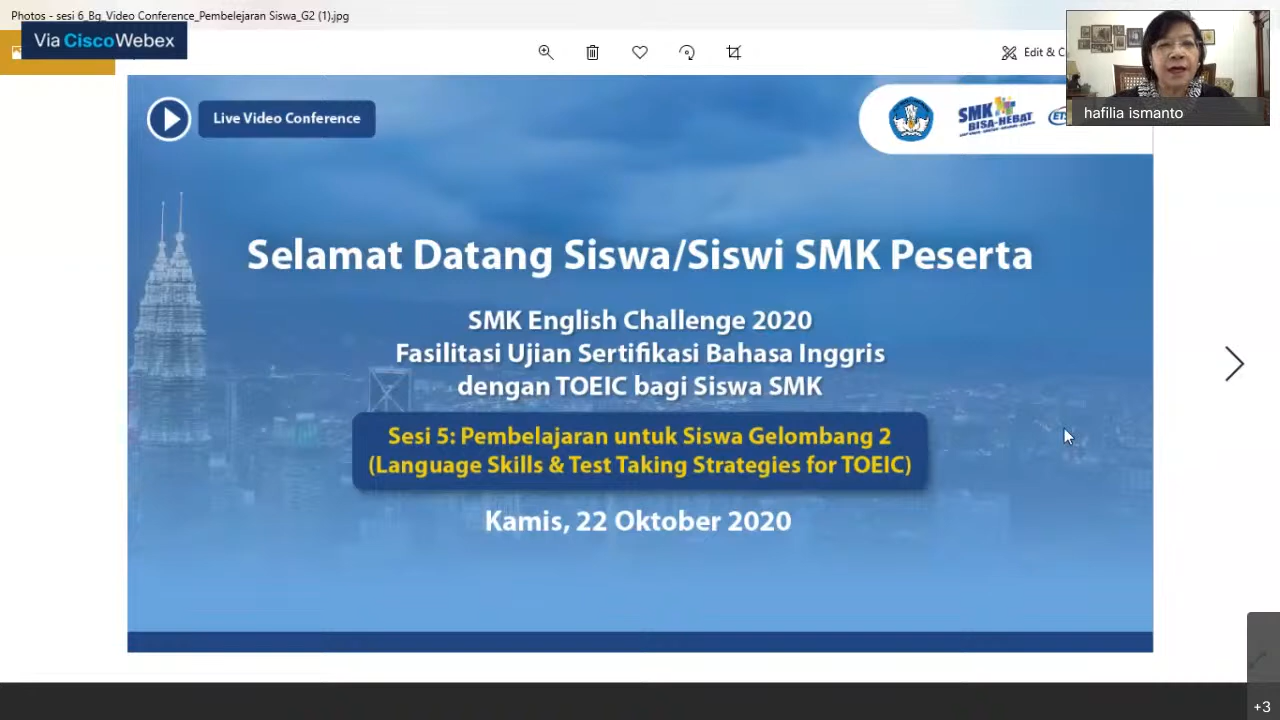 Photos - sesi 6_Bg_Video Conference_Pembelejaran Siswa_G2 (1).jpg
Via CiscoWebex
Edit & C
hafilia ismanto
Live Video Conference
SMK
BISA-HEBAT
ETS
Selamat Datang Siswa/Siswi SMK Peserta
SMK English Challenge 2020
Fasilitasi Ujian Sertifikasi Bahasa Inggris
dengan TOEIC bagi Siswa SMK
Sesi 5: Pembelajaran untuk Siswa Gelombang 2
(Language Skills & Test Taking Strategies for TOEIC)
Kamis, 22 Oktober 2020
+3